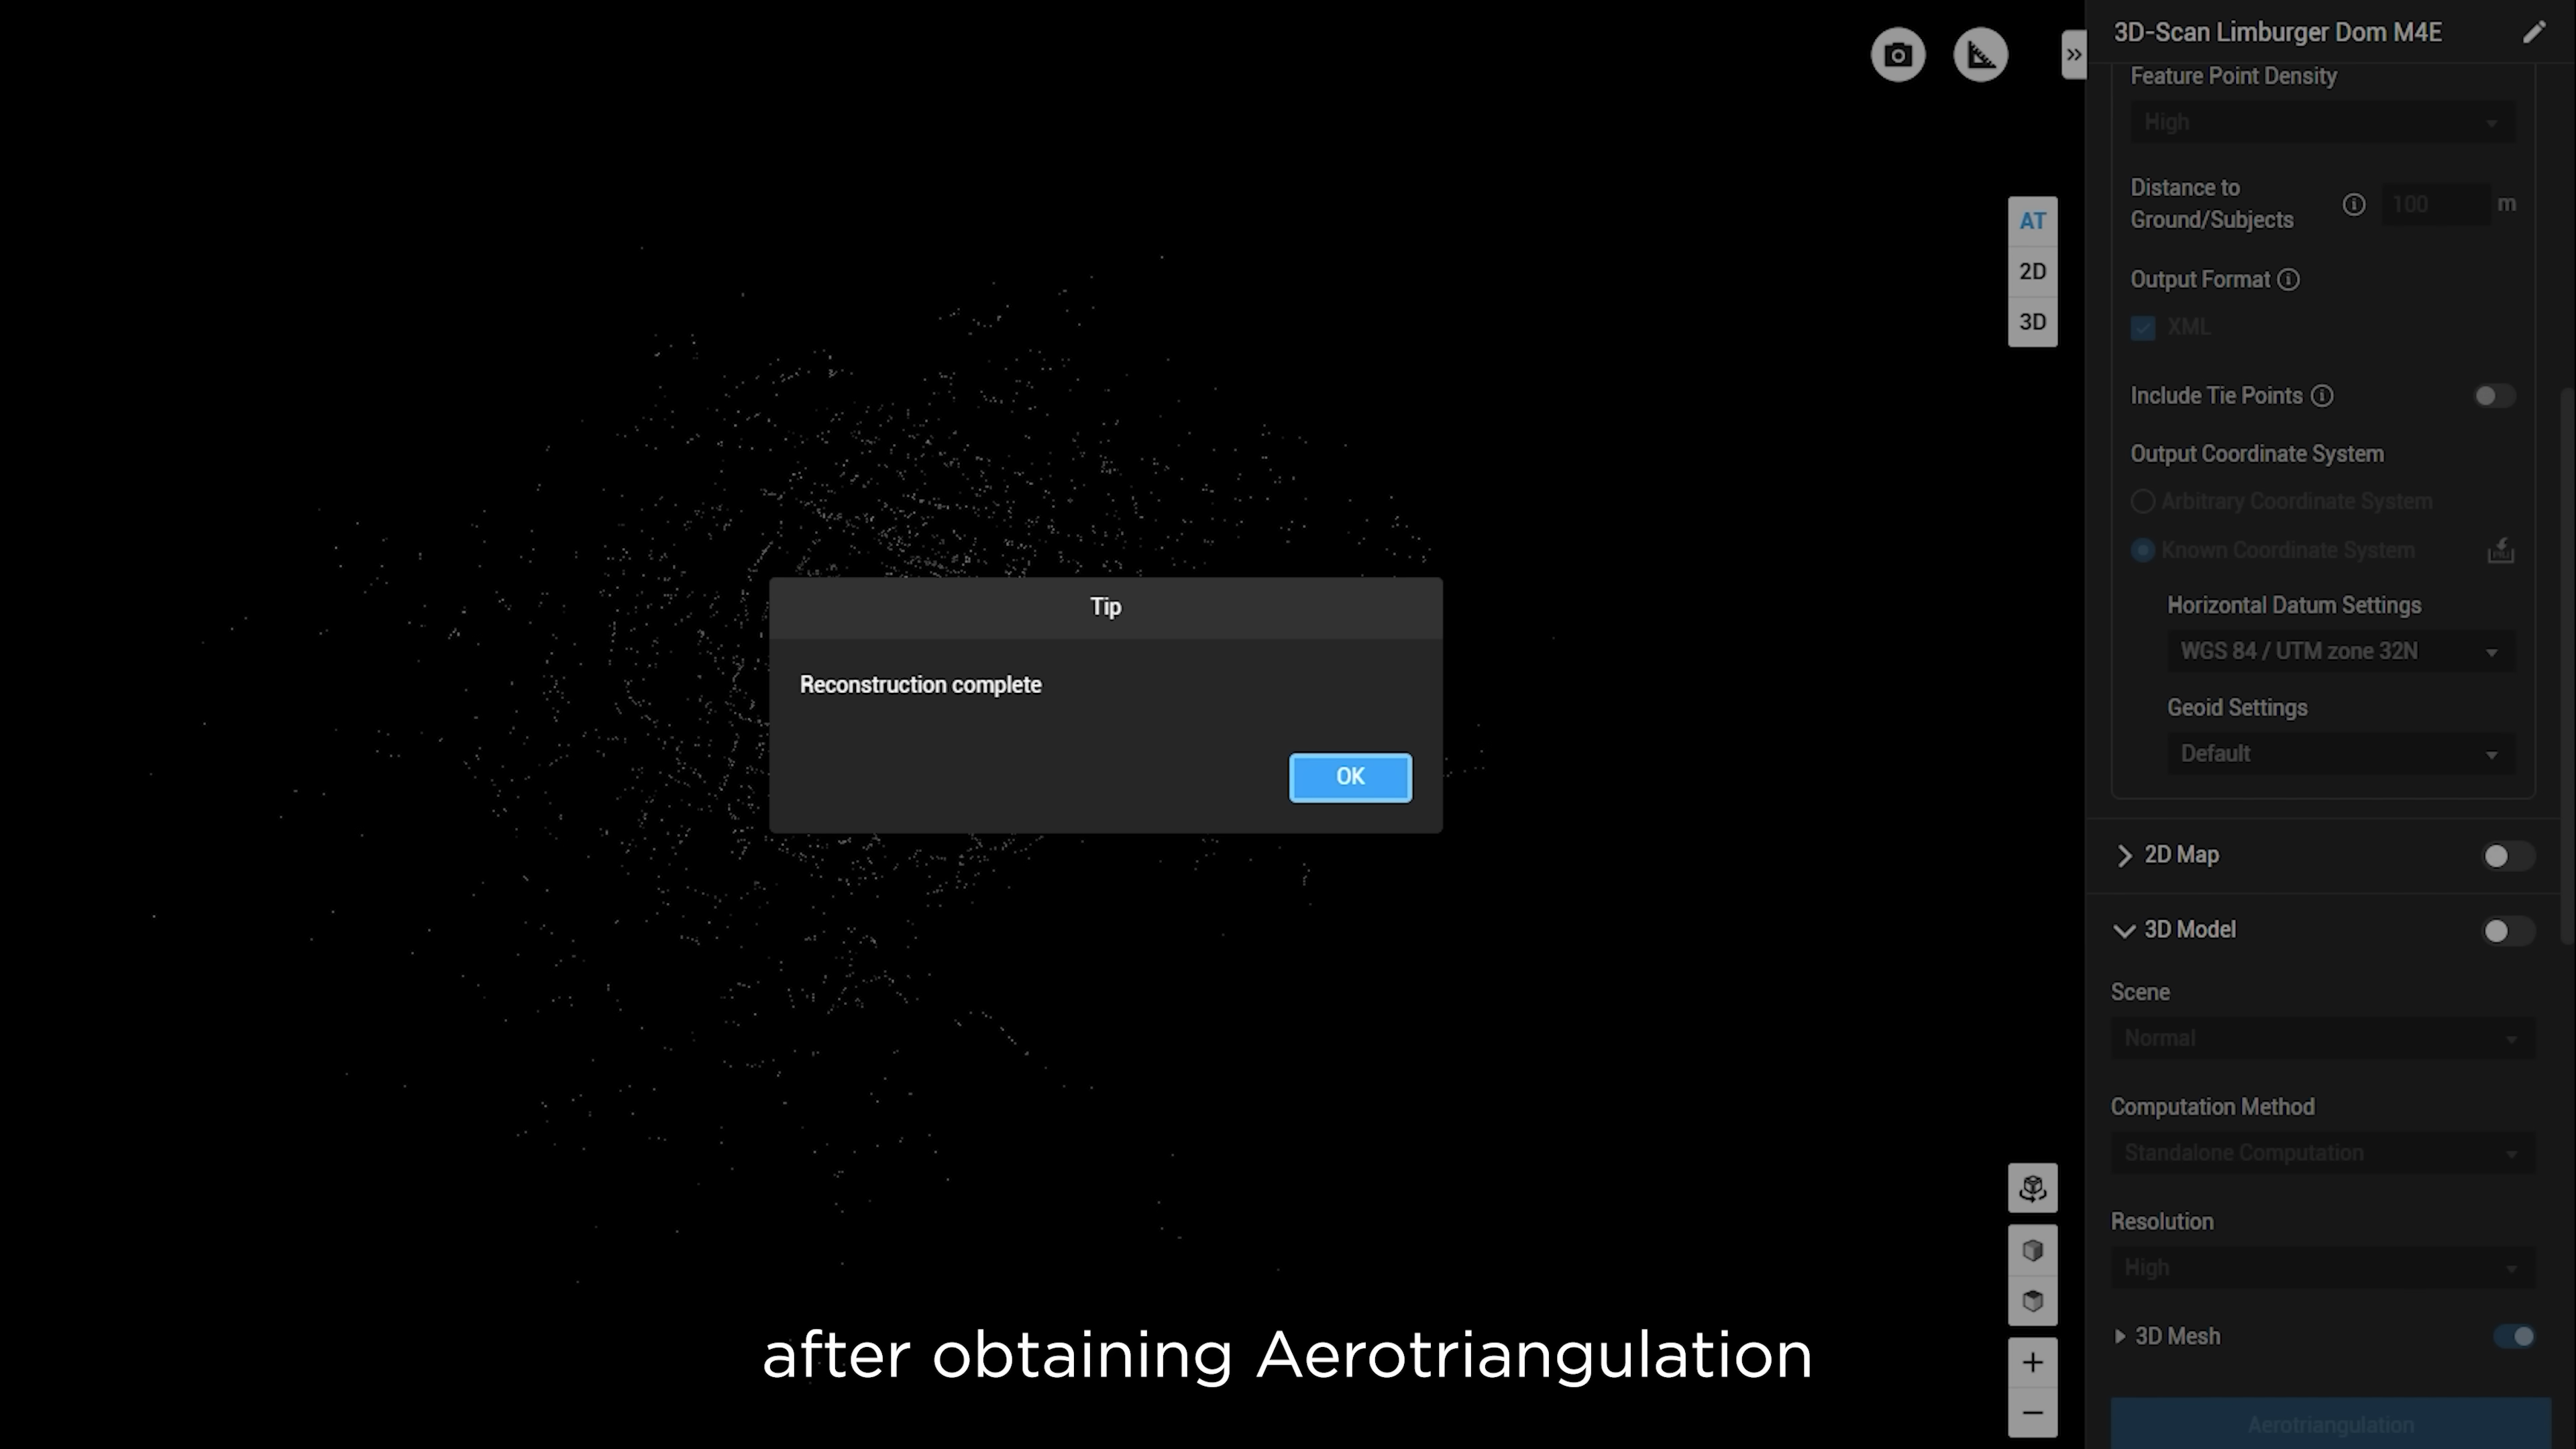 3D-Scan Limburger Dom M4E
Feature Point Density
High
Distance to
Ground/Subjects
100
m
Output Format
XML
Include Tie Points
Output Coordinate System
Arbitrary Coordinate System
Known Coordinate System
Horizontal Datum Settings
WGS 84 / UTM zone 32N
Geoid Settings
Default
2D Map
3D Model
Scene
Normal
Computation Method
Standalone Computation
Resolution
High
3D Mesh
Aerotriangulation
AT
2D
3D
Tip
Reconstruction complete
OK
after obtaining Aerotriangulation